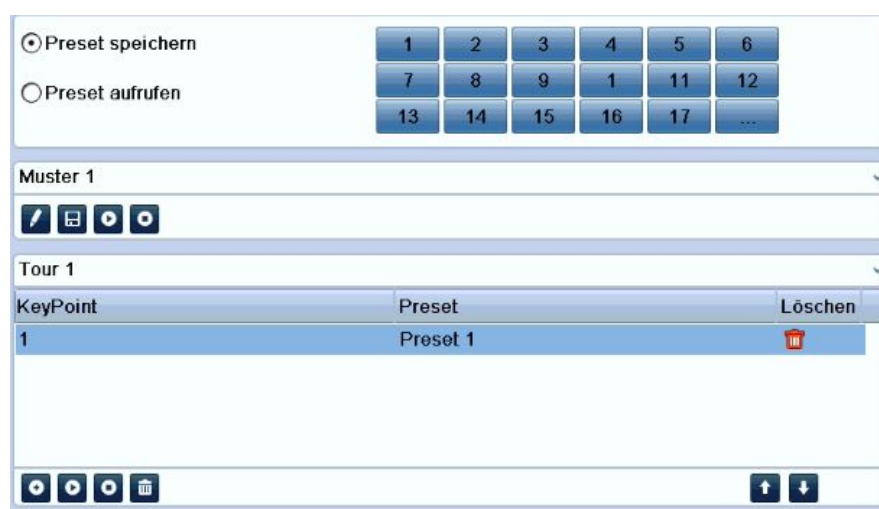 Preset speichern 1 2 3 4 5 6
Preset aufrufen 7 8 9 1 11 12
13 14 15 16 17 ...
Muster 1
Tour 1
KeyPoint Preset Löschen
1 Preset 1